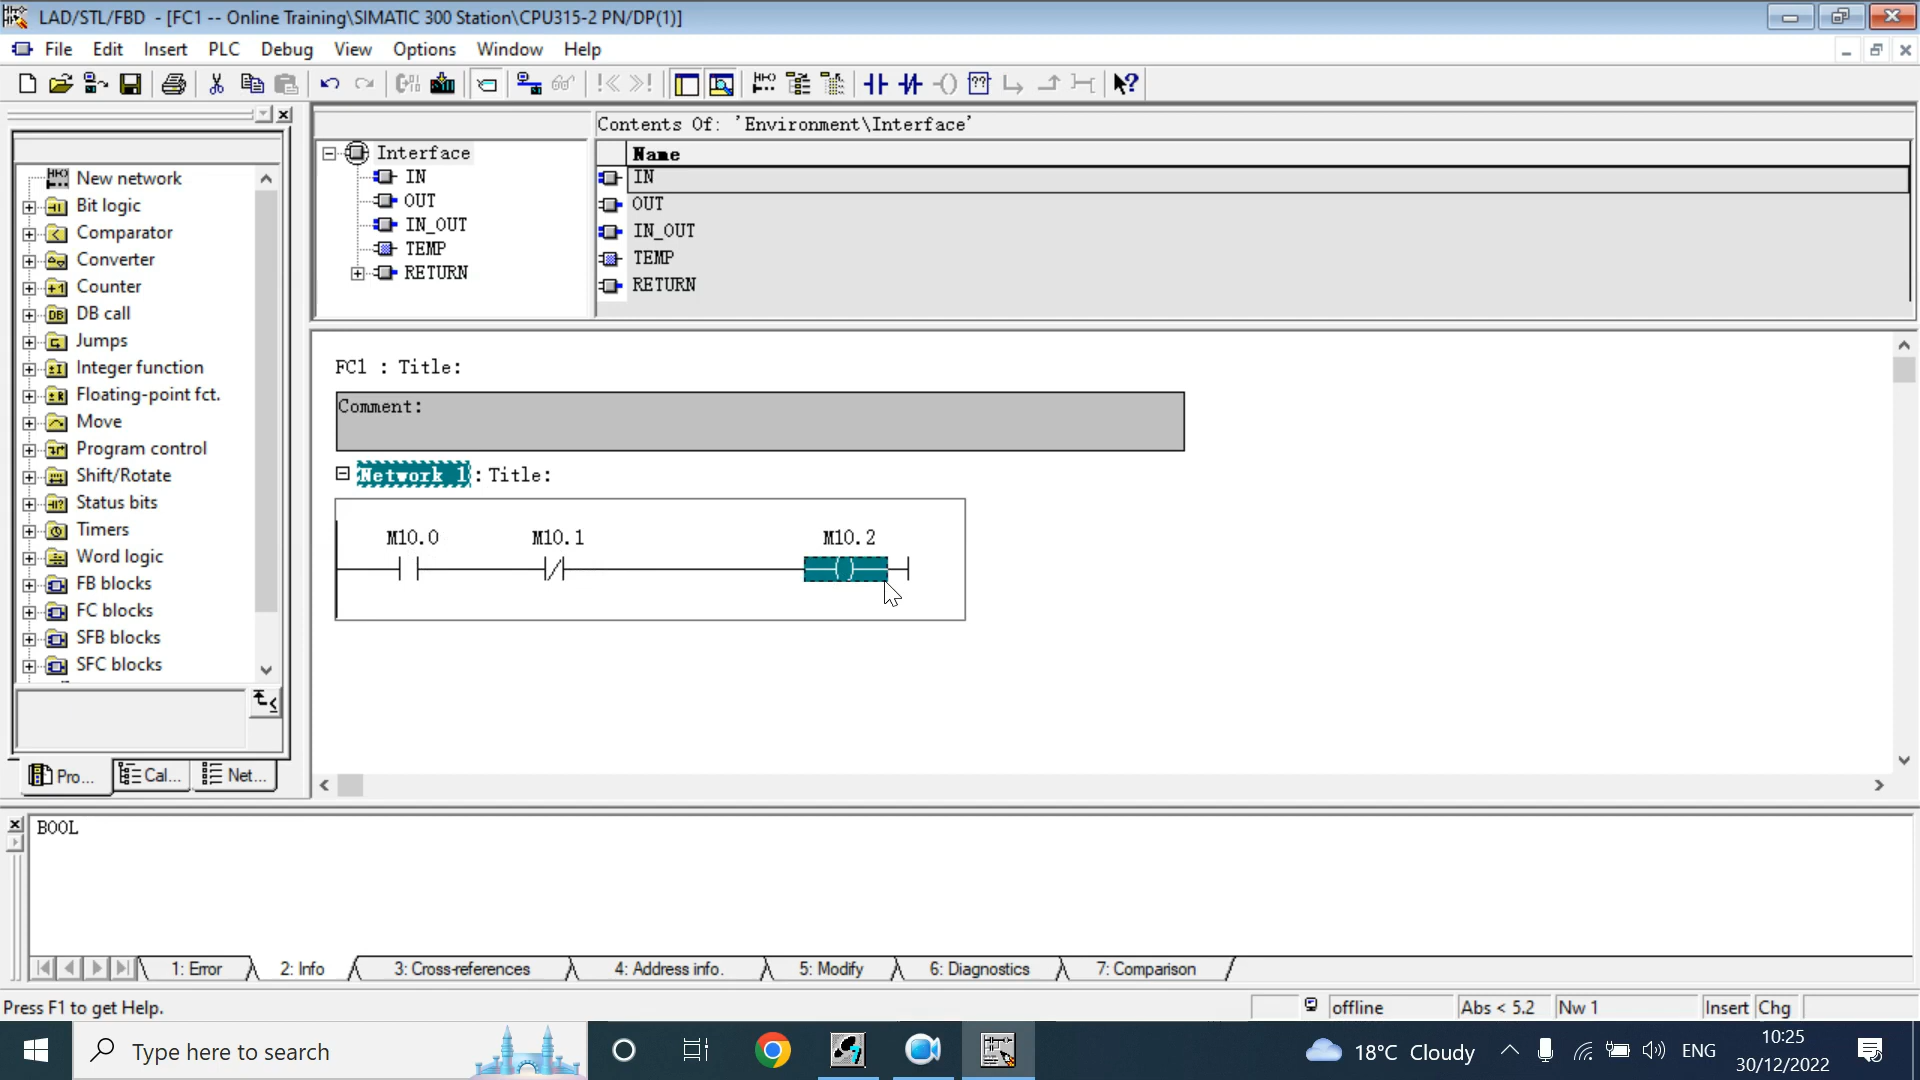 LAD/STL/FBD - [FC1 -- Online Training\SIMATIC 300 Station\CPU315-2 PN/DP(1)]
File Edit Insert PLC Debug View Options Window Help
New network
Bit logic
Comparator
Converter
Counter
DB call
Jumps
Integer function
Floating-point fct.
Move
Program control
Shift/Rotate
Status bits
Timers
Word logic
FB blocks
FC blocks
SFB blocks
SFC blocks
Pro... Cal... Net...
Interface
IN
OUT
IN_OUT
TEMP
RETURN
Contents Of: 'Environment\Interface'
Name
IN
OUT
IN_OUT
TEMP
RETURN
FC1 : Title:
Comment:
Network 1 : Title:
M10.0 M10.1 M10.2
BOOL
1: Error 2: Info 3: Cross-references 4: Address info. 5: Modify 6: Diagnostics 7: Comparison
Press F1 to get Help.
offline Abs < 5.2 Nw 1 Insert Chg
Type here to search
18°C Cloudy ENG
10:25
30/12/2022